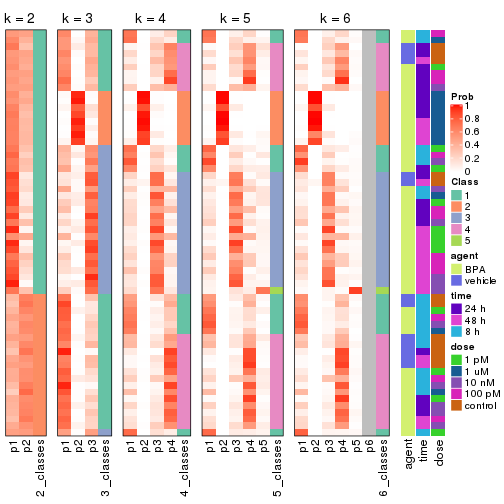 k = 2 k = 3 k = 4 k = 5 k = 6
p1 p2 2_classes p1 p2 p3 3_classes p1 p2 p3 p4 4_classes p1 p2 p3 p4 p5 5_classes p1 p2 p3 p4 p5 p6 6_classes agent time dose
Prob
1
0.8
0.6
0.4
0.2
0
Class
1
2
3
4
5
agent
BPA
vehicle
time
24 h
48 h
8 h
dose
1 pM
1 uM
10 nM
100 pM
control